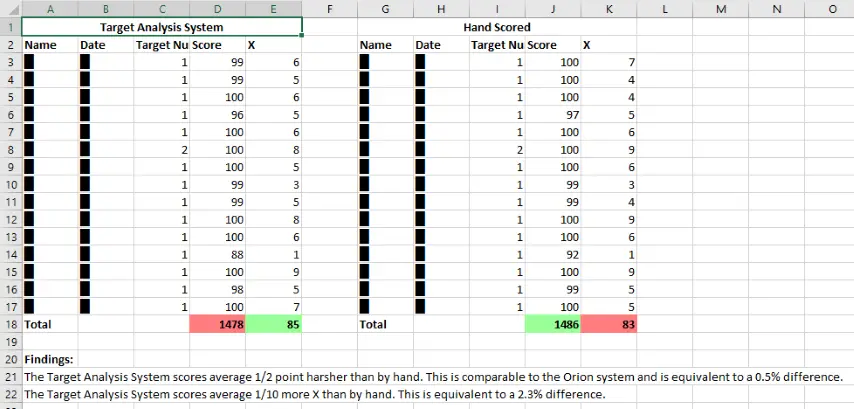 A B C D E F G H I J K L M N O
1 Target Analysis System Hand Scored
2 Name Date Target Nu Score X Name Date Target Nu Score X
3 1 99 6 1 100 7
4 1 99 5 1 100 4
5 1 100 6 1 100 4
6 1 96 5 1 97 5
7 1 100 6 1 100 6
8 2 100 8 2 100 9
9 1 100 5 1 100 6
10 1 99 3 1 99 3
11 1 99 5 1 99 4
12 1 100 8 1 100 9
13 1 100 6 1 100 6
14 1 88 1 1 92 1
15 1 100 9 1 100 9
16 1 98 5 1 99 5
17 1 100 7 1 100 5
18 Total 1478 85 Total 1486 83
19
20 Findings:
21 The Target Analysis System scores average 1/2 point harsher than by hand. This is comparable to the Orion system and is equivalent to a 0.5% difference.
22 The Target Analysis System scores average 1/10 more X than by hand. This is equivalent to a 2.3% difference.